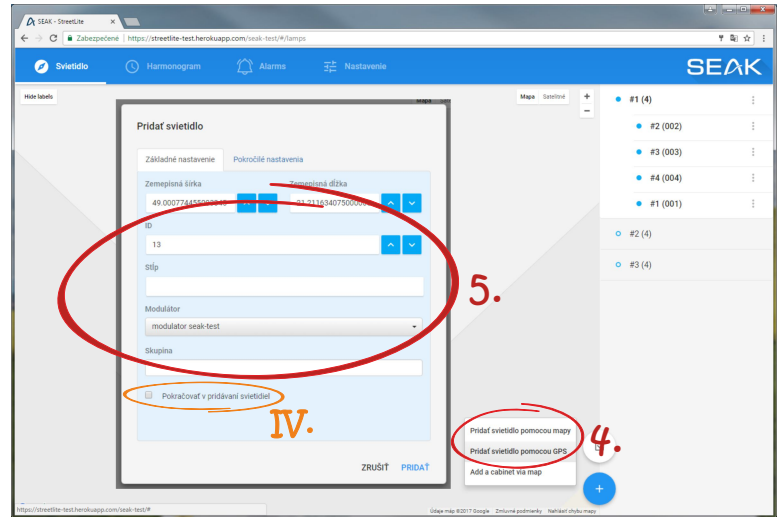 SEAK - StreetLite
Zabezpečené | https://streetlite-test.herokuapp.com/seak-test/#/lamps
Svietidlo
Harmonogram
Alarms
Nastavenie
SEAK
Hide labels
Mapa
Mapa Satelitné
Pridať svietidlo
Základné nastavenie
Pokročilé nastavenia
Zemepisná šírka
Zemepisná dĺžka
ID
13
Stĺp
Modulátor
modulator seak-test
Skupina
Pokračovať v pridávaní svietidiel
IV.
ZRUŠIŤ PRIDAŤ
5.
#1 (4)
#2 (002)
#3 (003)
#4 (004)
#1 (001)
#2 (4)
#3 (4)
Pridať svietidlo pomocou mapy
Pridať svietidlo pomocou GPS
Add a cabinet via map
4.
+
https://streetlite-test.herokuapp.com/seak-test/#
Údaje máp ©2017 Google Zmluvné podmienky Nahlásiť chybu mapy